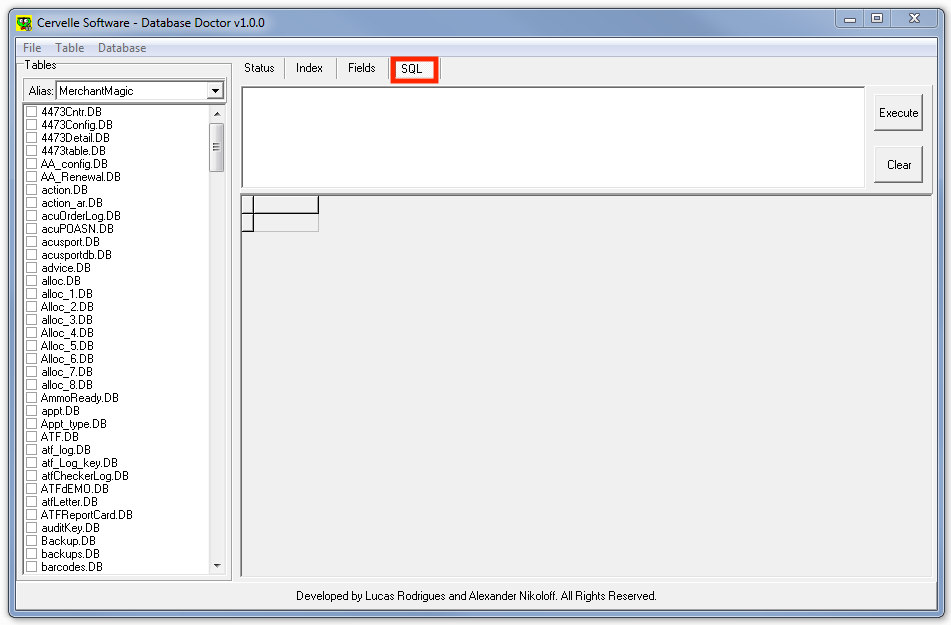 Cervelle Software - Database Doctor v1.0.0
File Table Database
Tables
Alias: MerchantMagic
4473Cntr.DB
4473Config.DB
4473Detail.DB
4473table.DB
AA_config.DB
AA_Renewal.DB
action.DB
action_ar.DB
acuOrderLog.DB
acuPOASN.DB
acusport.DB
acusportdb.DB
advice.DB
alloc.DB
alloc_1.DB
Alloc_2.DB
alloc_3.DB
Alloc_4.DB
Alloc_5.DB
Alloc_6.DB
alloc_7.DB
alloc_8.DB
AmmoReady.DB
appt.DB
Appt_type.DB
ATF.DB
atf_log.DB
atf_Log_key.DB
atfCheckerLog.DB
ATFdEMO.DB
atfLetter.DB
ATFReportCard.DB
auditKey.DB
Backup.DB
backups.DB
barcodes.DB
Status Index Fields SQL
Execute
Clear
Developed by Lucas Rodrigues and Alexander Nikoloff. All Rights Reserved.